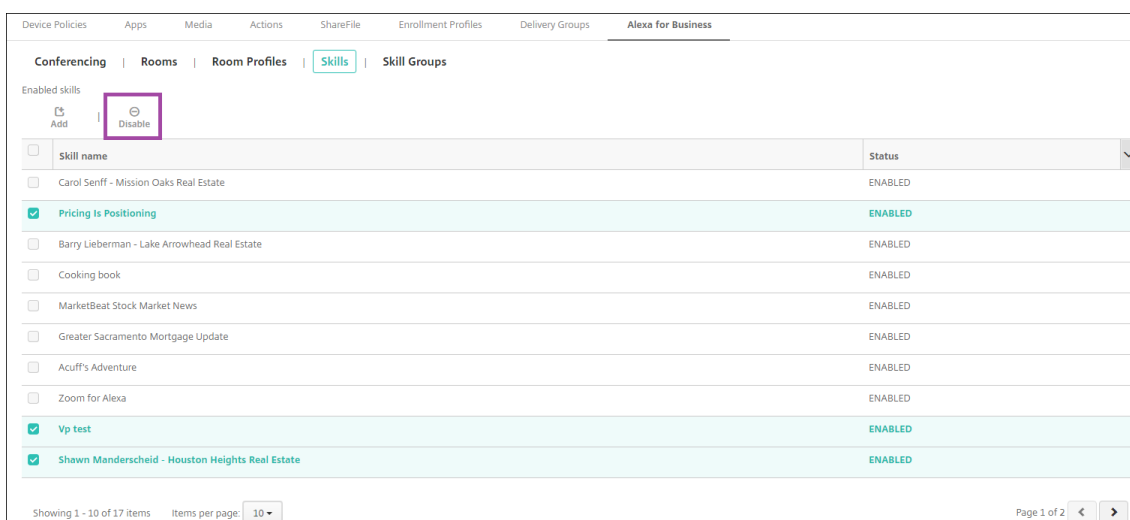 Device Policies Apps Media Actions ShareFile Enrollment Profiles Delivery Groups Alexa for Business
Conferencing | Rooms | Room Profiles | Skills | Skill Groups
Enabled skills
Add | Disable
Skill name Status
Carol Senff - Mission Oaks Real Estate ENABLED
Pricing Is Positioning ENABLED
Barry Lieberman - Lake Arrowhead Real Estate ENABLED
Cooking book ENABLED
MarketBeat Stock Market News ENABLED
Greater Sacramento Mortgage Update ENABLED
Acuff's Adventure ENABLED
Zoom for Alexa ENABLED
Vp test ENABLED
Shawn Manderscheid - Houston Heights Real Estate ENABLED
Showing 1 - 10 of 17 items Items per page: 10 Page 1 of 2